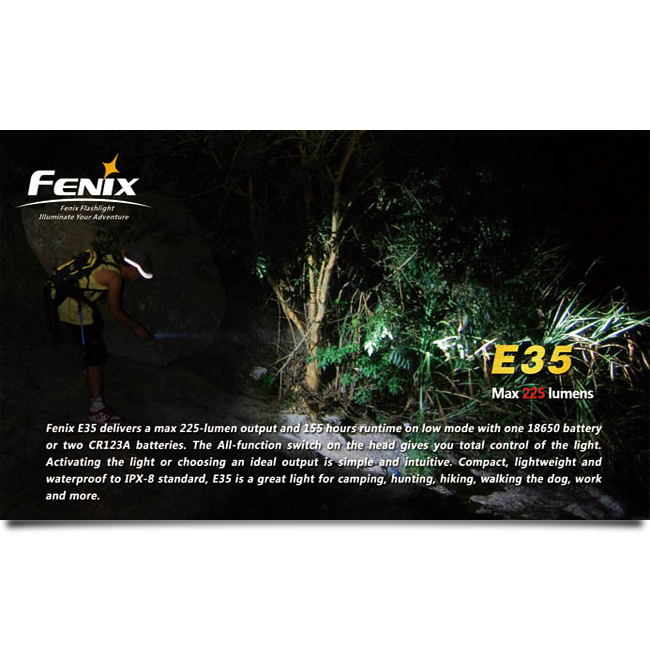 FENIX
Fenix Flashlight
Illuminate Your Adventure
E35
Max 225 lumens
Fenix E35 delivers a max 225-lumen output and 155 hours runtime on low mode with one 18650 battery
or two CR123A batteries. The All-function switch on the head gives you total control of the light.
Activating the light or choosing an ideal output is simple and intuitive. Compact, lightweight and
waterproof to IPX-8 standard, E35 is a great light for camping, hunting, hiking, walking the dog, work
and more.